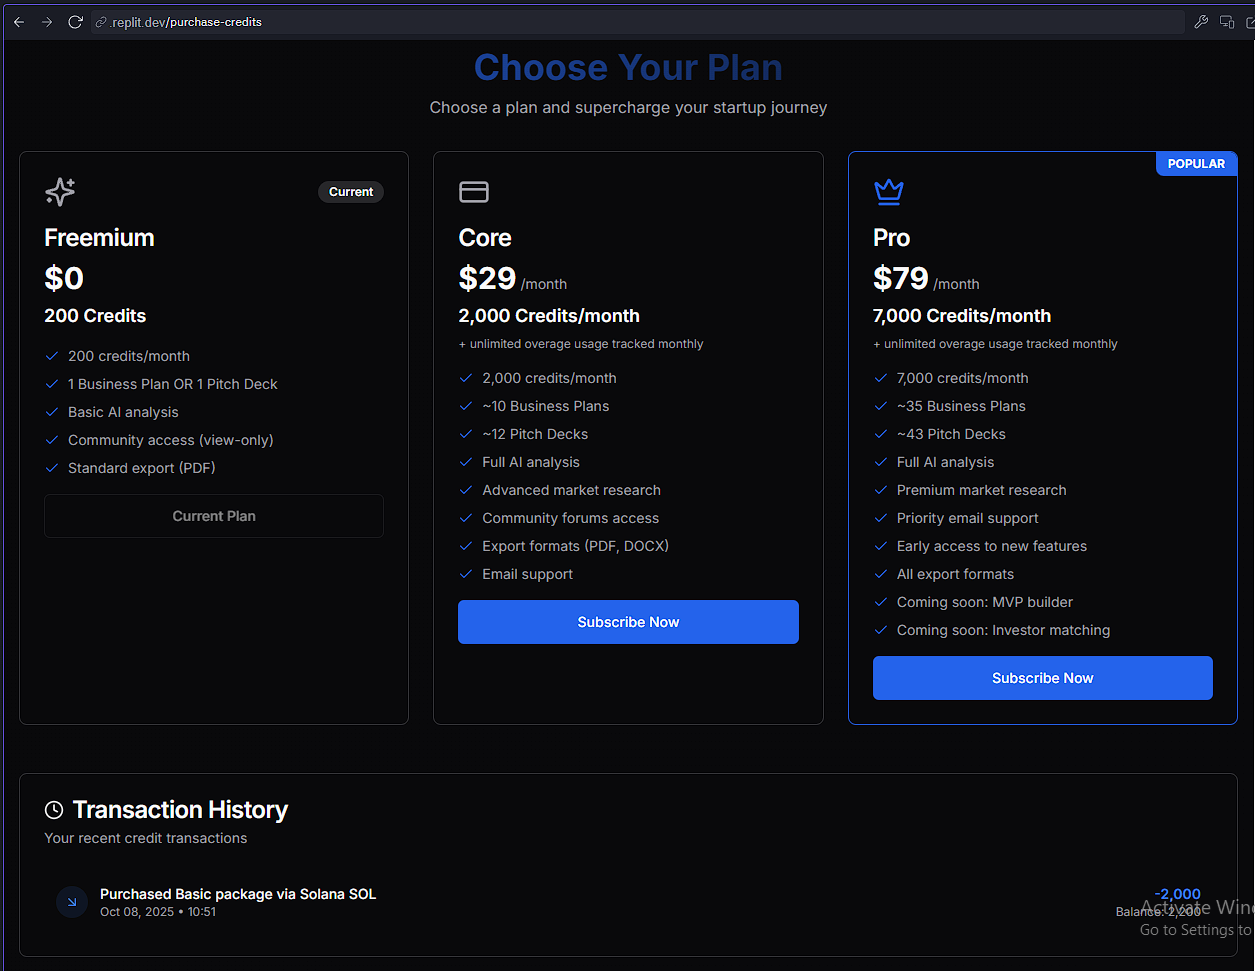 .replit.dev/purchase-credits
Choose Your Plan
Choose a plan and supercharge your startup journey
Current
Freemium
$0
200 Credits
200 credits/month
1 Business Plan OR 1 Pitch Deck
Basic AI analysis
Community access (view-only)
Standard export (PDF)
Current Plan
Core
$29 /month
2,000 Credits/month
+ unlimited overage usage tracked monthly
2,000 credits/month
~10 Business Plans
~12 Pitch Decks
Full AI analysis
Advanced market research
Community forums access
Export formats (PDF, DOCX)
Email support
Subscribe Now
POPULAR
Pro
$79 /month
7,000 Credits/month
+ unlimited overage usage tracked monthly
7,000 credits/month
~35 Business Plans
~43 Pitch Decks
Full AI analysis
Premium market research
Priority email support
Early access to new features
All export formats
Coming soon: MVP builder
Coming soon: Investor matching
Subscribe Now
Transaction History
Your recent credit transactions
Purchased Basic package via Solana SOL
Oct 08, 2025 • 10:51
-2,000
Balance: 2,200
Activate Win
Go to Settings to